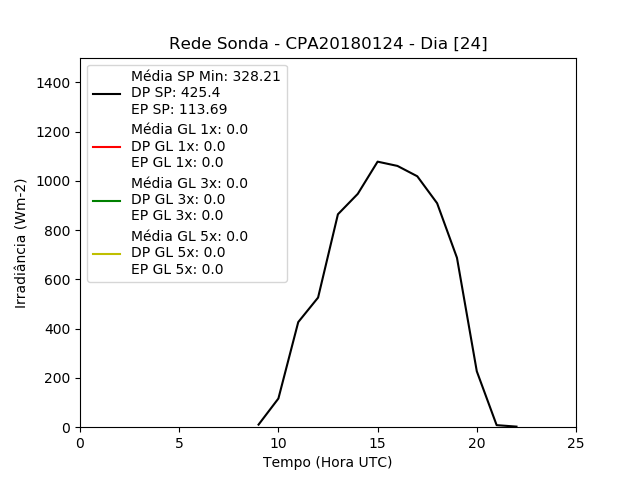 Rede Sonda - CPA20180124 - Dia [24]
Média SP Min: 328.21
DP SP: 425.4
EP SP: 113.69
Média GL 1x: 0.0
DP GL 1x: 0.0
EP GL 1x: 0.0
Média GL 3x: 0.0
DP GL 3x: 0.0
EP GL 3x: 0.0
Média GL 5x: 0.0
DP GL 5x: 0.0
EP GL 5x: 0.0
Irradiância (Wm-2)
1400
1200
1000
800
600
400
200
0
0 5 10 15 20 25
Tempo (Hora UTC)